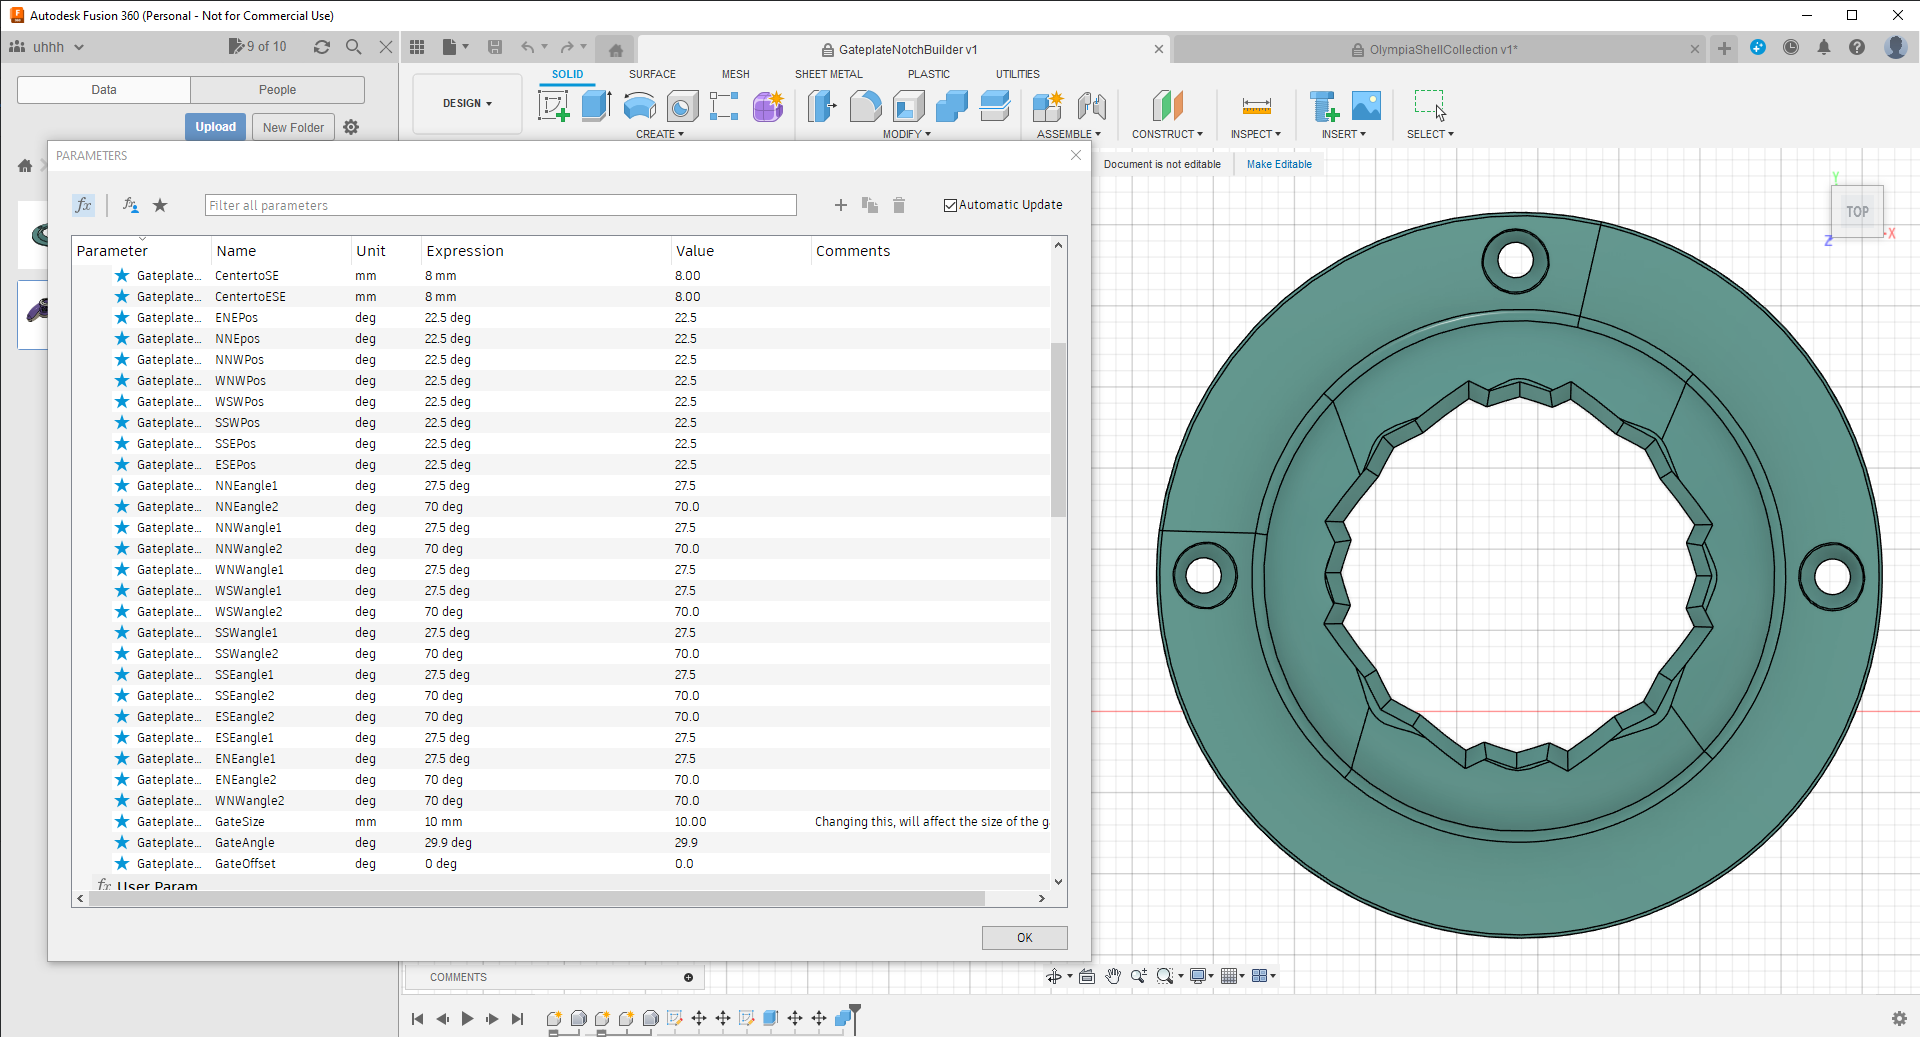 Autodesk Fusion 360 (Personal - Not for Commercial Use)
uhhh
9 of 10
GateplateNotchBuilder v1
OlympiaShellCollection v1*
Data
People
Upload
New Folder
DESIGN
SOLID
SURFACE
MESH
SHEET METAL
PLASTIC
UTILITIES
CREATE
MODIFY
ASSEMBLE
CONSTRUCT
INSPECT
INSERT
SELECT
Document is not editable
Make Editable
PARAMETERS
fx
Filter all parameters
Automatic Update
Parameter Name Unit Expression Value Comments
Gateplate... CentertoSE mm 8 mm 8.00
Gateplate... CentertoESE mm 8 mm 8.00
Gateplate... ENEPos deg 22.5 deg 22.5
Gateplate... NNEpos deg 22.5 deg 22.5
Gateplate... NNWPos deg 22.5 deg 22.5
Gateplate... WNWPos deg 22.5 deg 22.5
Gateplate... WSWPos deg 22.5 deg 22.5
Gateplate... SSWPos deg 22.5 deg 22.5
Gateplate... SSEPos deg 22.5 deg 22.5
Gateplate... ESEPos deg 22.5 deg 22.5
Gateplate... NNEangle1 deg 27.5 deg 27.5
Gateplate... NNEangle2 deg 70 deg 70.0
Gateplate... NNWangle1 deg 27.5 deg 27.5
Gateplate... NNWangle2 deg 70 deg 70.0
Gateplate... WNWangle1 deg 27.5 deg 27.5
Gateplate... WSWangle1 deg 27.5 deg 27.5
Gateplate... WSWangle2 deg 70 deg 70.0
Gateplate... SSWangle1 deg 27.5 deg 27.5
Gateplate... SSWangle2 deg 70 deg 70.0
Gateplate... SSEangle1 deg 27.5 deg 27.5
Gateplate... SSEangle2 deg 70 deg 70.0
Gateplate... ESEangle2 deg 70 deg 70.0
Gateplate... ESEangle1 deg 27.5 deg 27.5
Gateplate... ENEangle1 deg 27.5 deg 27.5
Gateplate... ENEangle2 deg 70 deg 70.0
Gateplate... WNWangle2 deg 70 deg 70.0
Gateplate... GateSize mm 10 mm 10.00 Changing this, will affect the size of the g
Gateplate... GateAngle deg 29.9 deg 29.9
Gateplate... GateOffset deg 0 deg 0.0
fx User Param
OK
Y
TOP
Z
X
COMMENTS